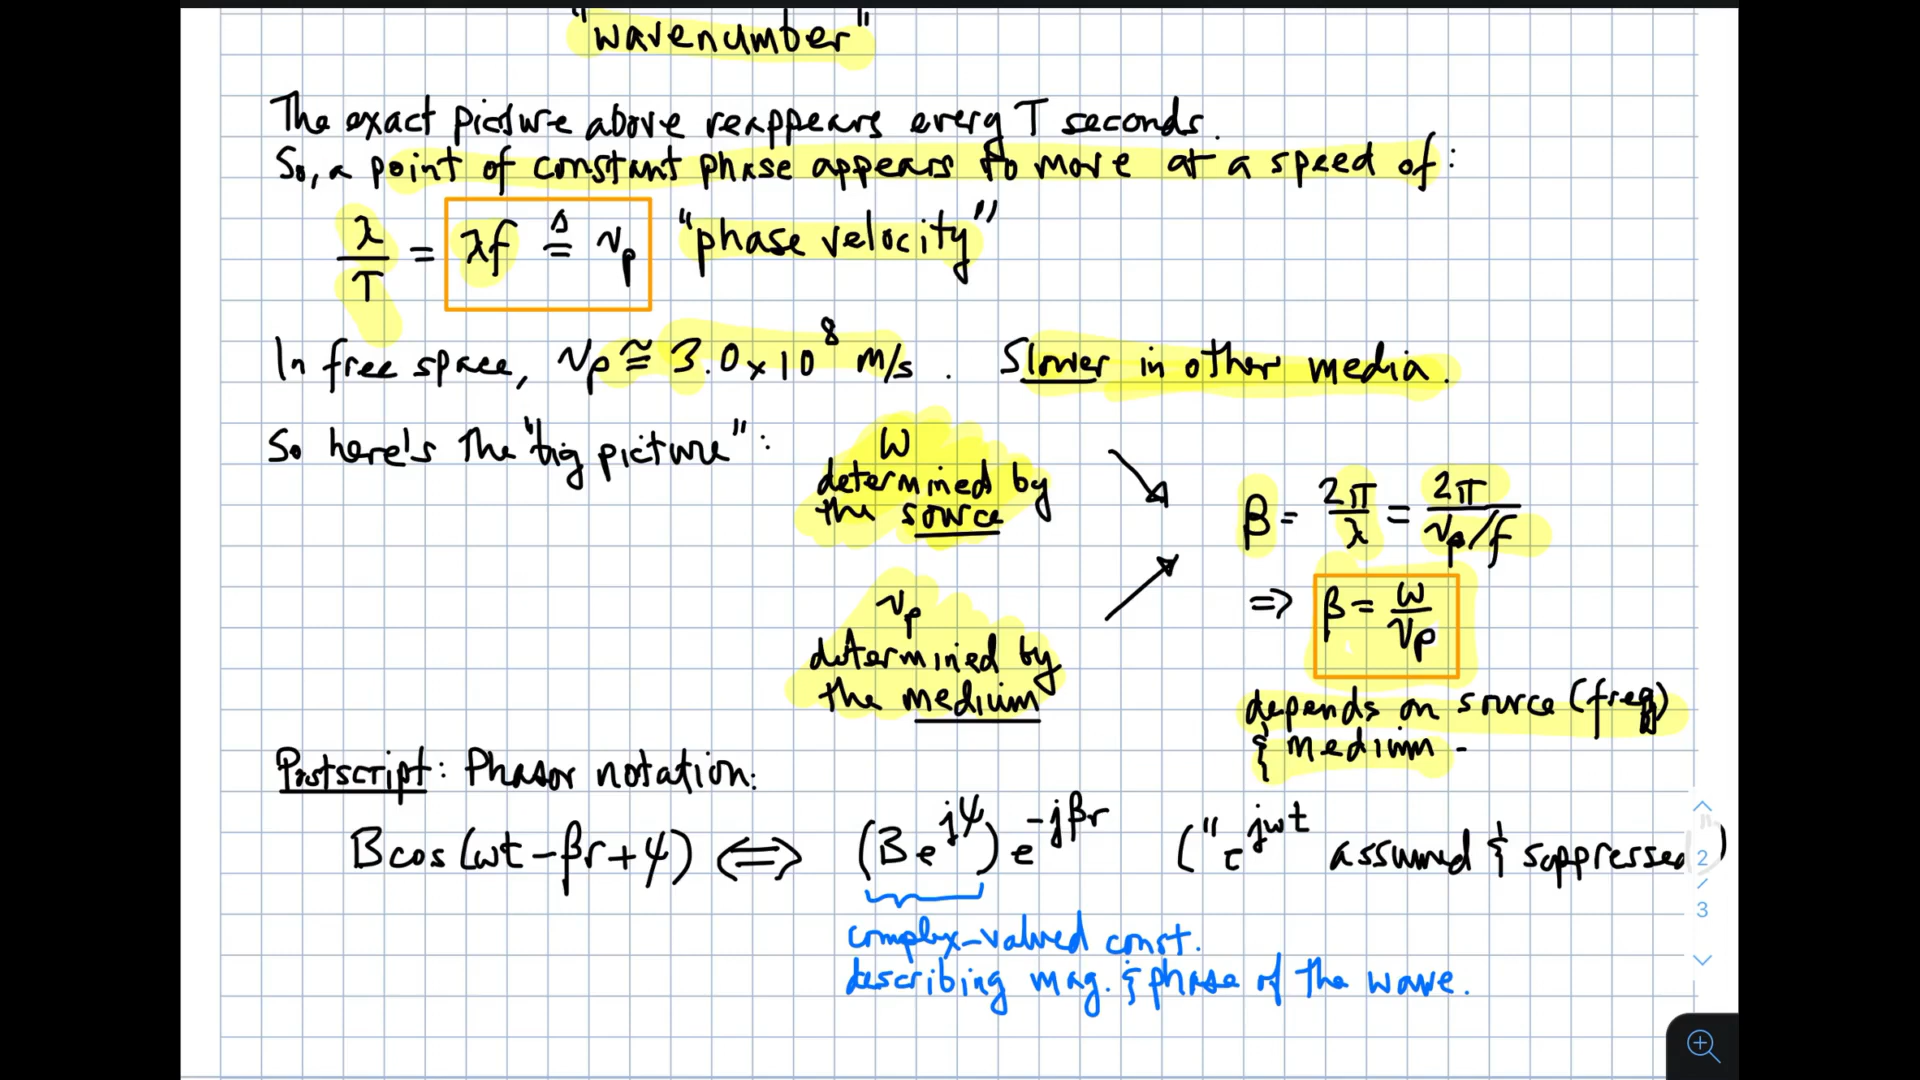 "wavenumber"
The exact picture above reappears every T seconds.
So, a point of constant phase appears to move at a speed of:
λ/T = λf ≜ vp "phase velocity"
In free space, vp ≅ 3.0 x 10^8 m/s. Slower in other media.
So here's the "big picture":
ω
determined by
the source
vp
determined by
the medium
β = 2π/λ = 2π/(vp/f)
=> β = ω/vp
depends on source (freq)
& medium.
Postscript: Phasor notation:
B cos(ωt - βr + ψ) <=> (B e^jψ) e^-jβr ("e^jωt assumed & suppressed")
complex-valued const.
describing mag. & phase of the wave.
2
/
3